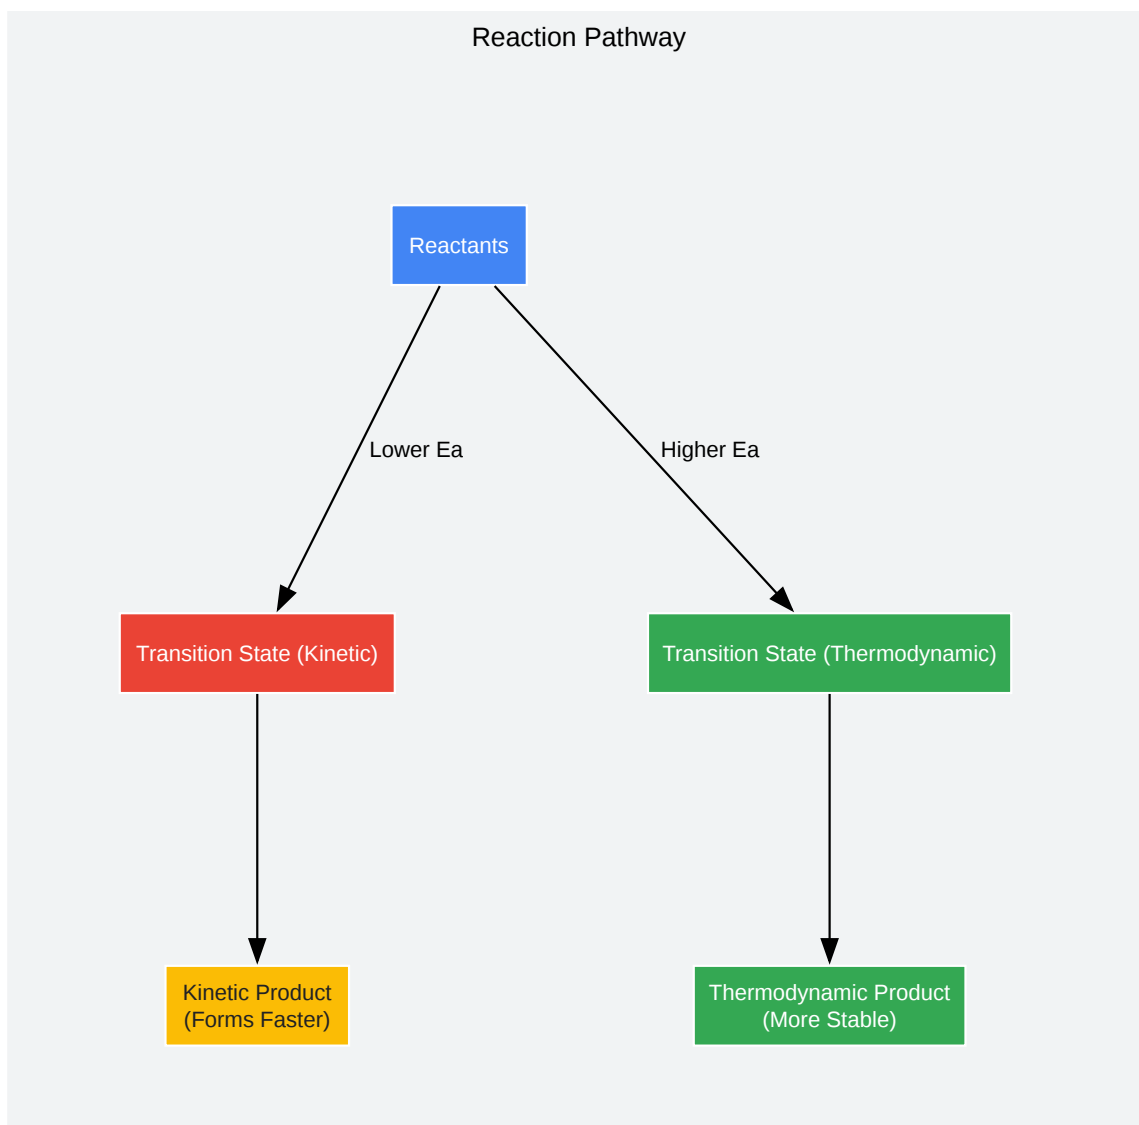 Reaction Pathway
Reactants
Lower Ea
Higher Ea
Transition State (Kinetic)
Transition State (Thermodynamic)
Kinetic Product
(Forms Faster)
Thermodynamic Product
(More Stable)